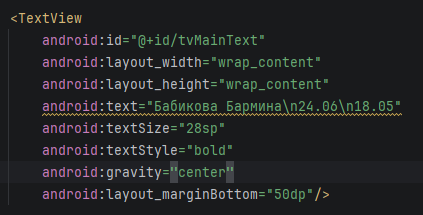 <TextView
android:id="@+id/tvMainText"
android:layout_width="wrap_content"
android:layout_height="wrap_content"
android:text="Бабикова Бармина\n24.06\n18.05"
android:textSize="28sp"
android:textStyle="bold"
android:gravity="center"
android:layout_marginBottom="50dp"/>